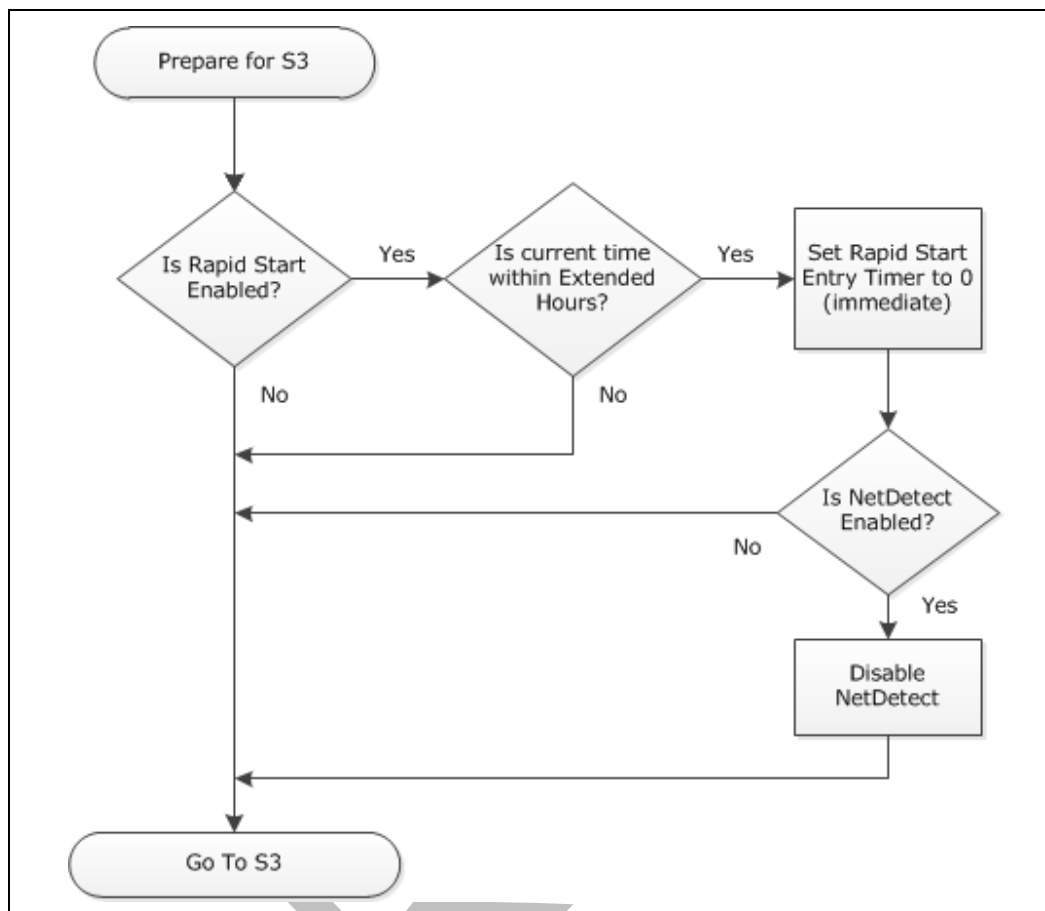 Prepare for S3
Is Rapid Start
Enabled?
Yes
Is current time
within Extended
Hours?
Yes
Set Rapid Start
Entry Timer to 0
(immediate)
No
No
Is NetDetect
Enabled?
No
Yes
Disable
NetDetect
Go To S3